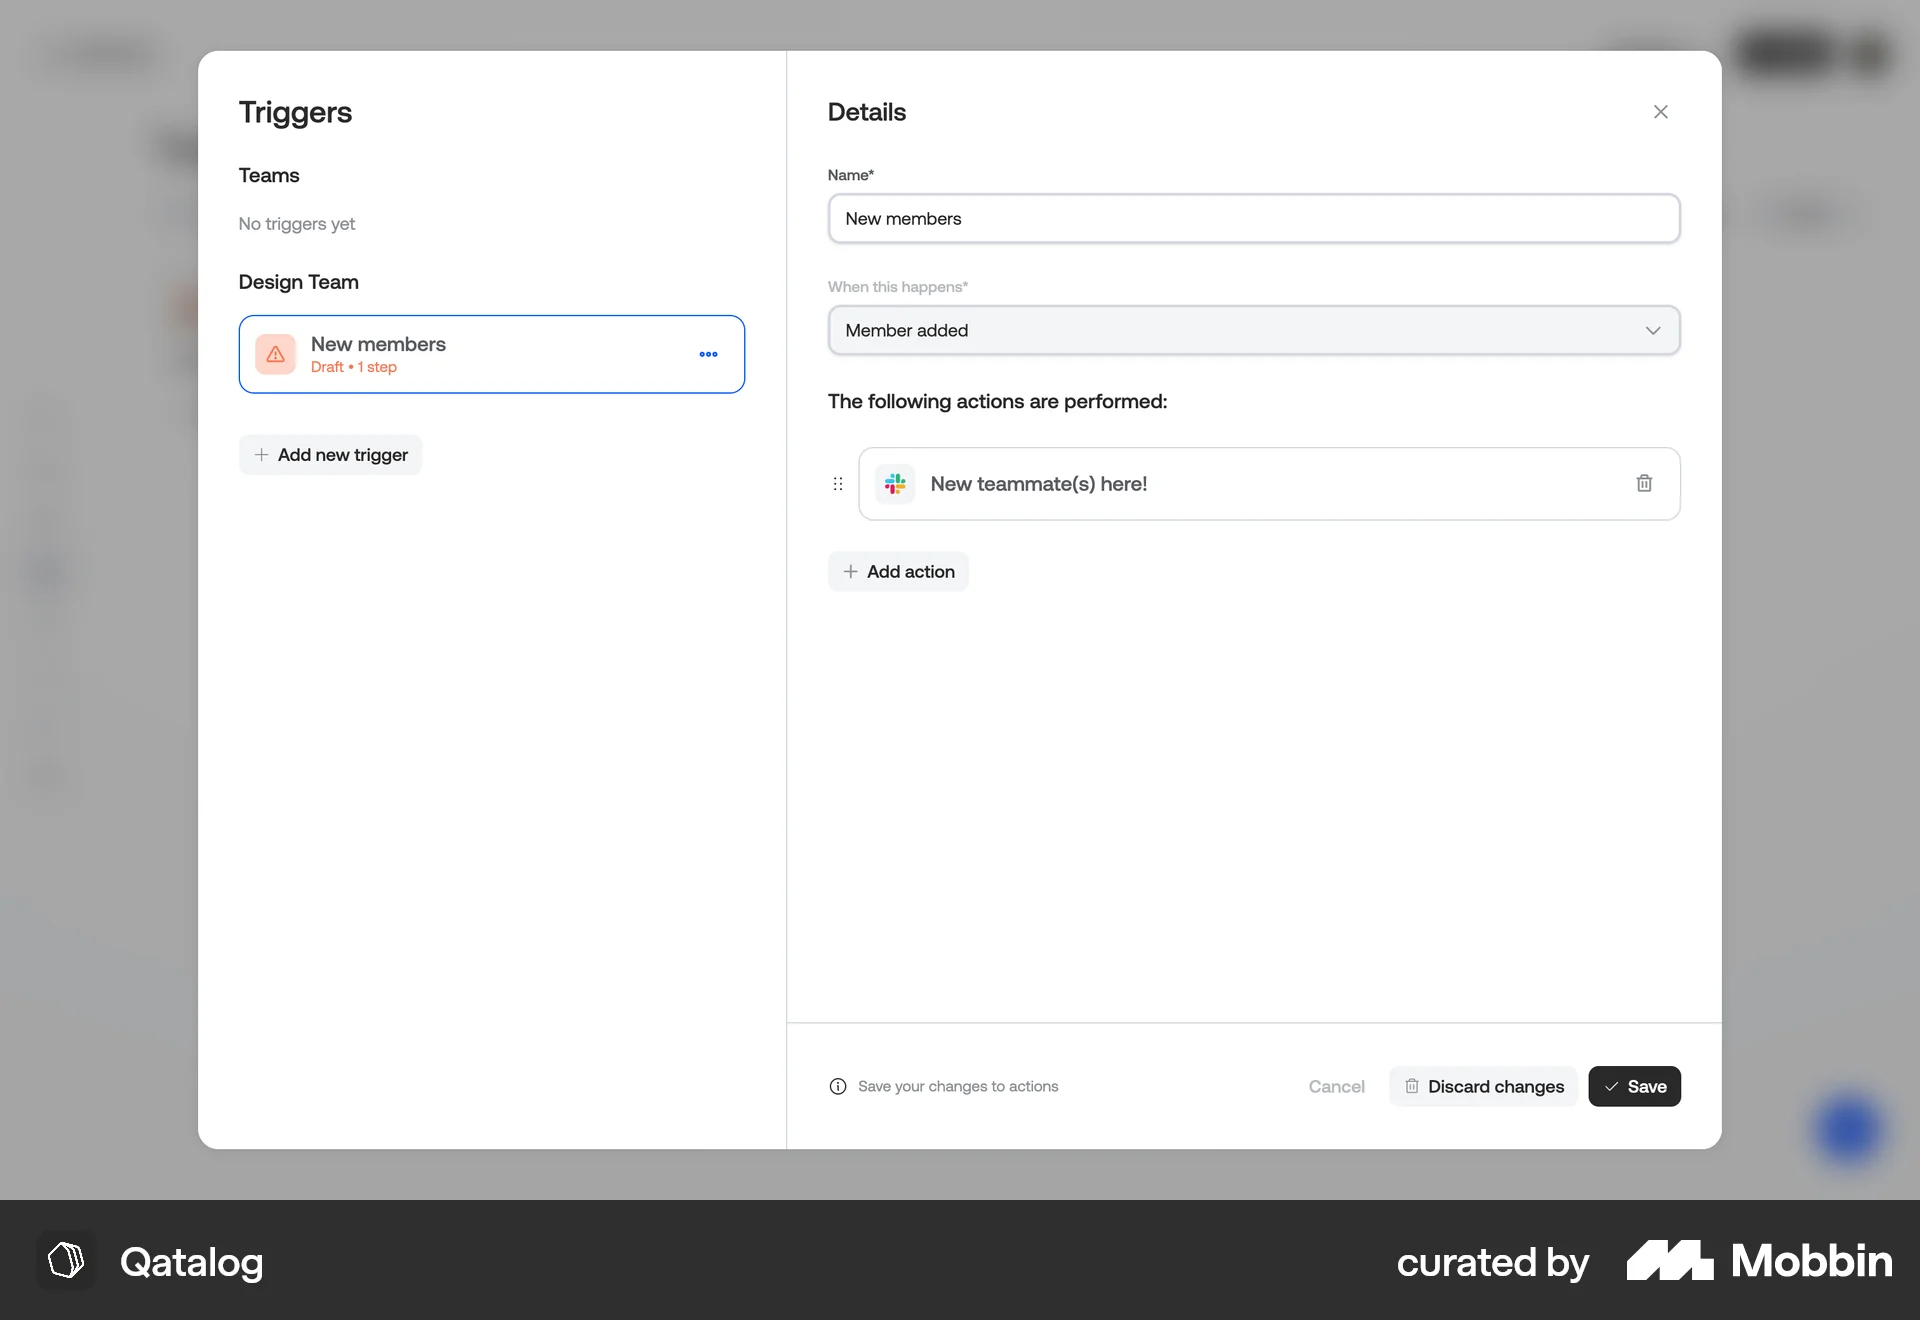 Triggers
Teams
No triggers yet
Design Team
New members
Draft • 1 step
Add new trigger
Details
Name*
New members
When this happens*
Member added
The following actions are performed:
New teammate(s) here!
Add action
Save your changes to actions
Cancel
Discard changes
Save
Qatalog
curated by
Mobbin